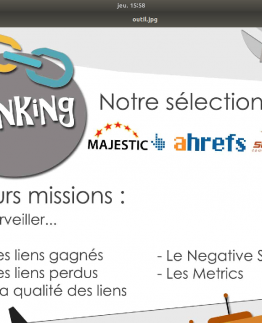 jeu. 15:58
outil.jpg
NKING
Notre sélection
MAJESTIC ahrefs
urs missions :
rveiller...
es liens gagnés
es liens perdus
a qualité des liens
- Le Negative S
- Les Metrics